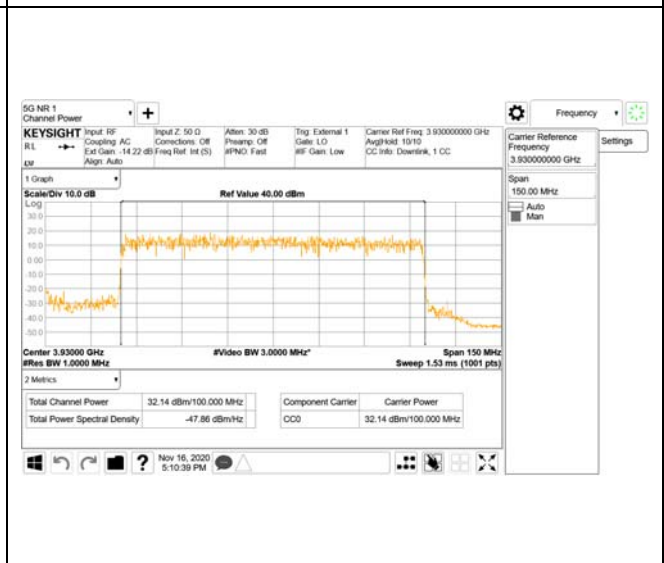 5G NR 1
Channel Power
+
Frequency
KEYSIGHT Input: RF Input Z: 50 Ω Atten: 30 dB Trig: External 1 Carrier Ref Freq: 3.930000000 GHz
RL Coupling: AC Corrections: Off Preamp: Off Gate: LO Avg|Hold: 10/10
Ext Gain: -14.22 dB Freq Ref: Int (S) #PNO: Fast #IF Gain: Low CC Info: Downlink, 1 CC
Align: Auto
Carrier Reference
Frequency
3.930000000 GHz
Settings
Span
150.00 MHz
Auto
Man
1 Graph
Scale/Div 10.0 dB Ref Value 40.00 dBm
Log
30.0
20.0
10.0
0.00
-10.0
-20.0
-30.0
-40.0
-50.0
Center 3.93000 GHz #Video BW 3.0000 MHz* Span 150 MHz
#Res BW 1.0000 MHz Sweep 1.53 ms (1001 pts)
2 Metrics
Total Channel Power 32.14 dBm/100.000 MHz Component Carrier Carrier Power
Total Power Spectral Density -47.86 dBm/Hz CC0 32.14 dBm/100.000 MHz
? Nov 16, 2020
5:10:39 PM